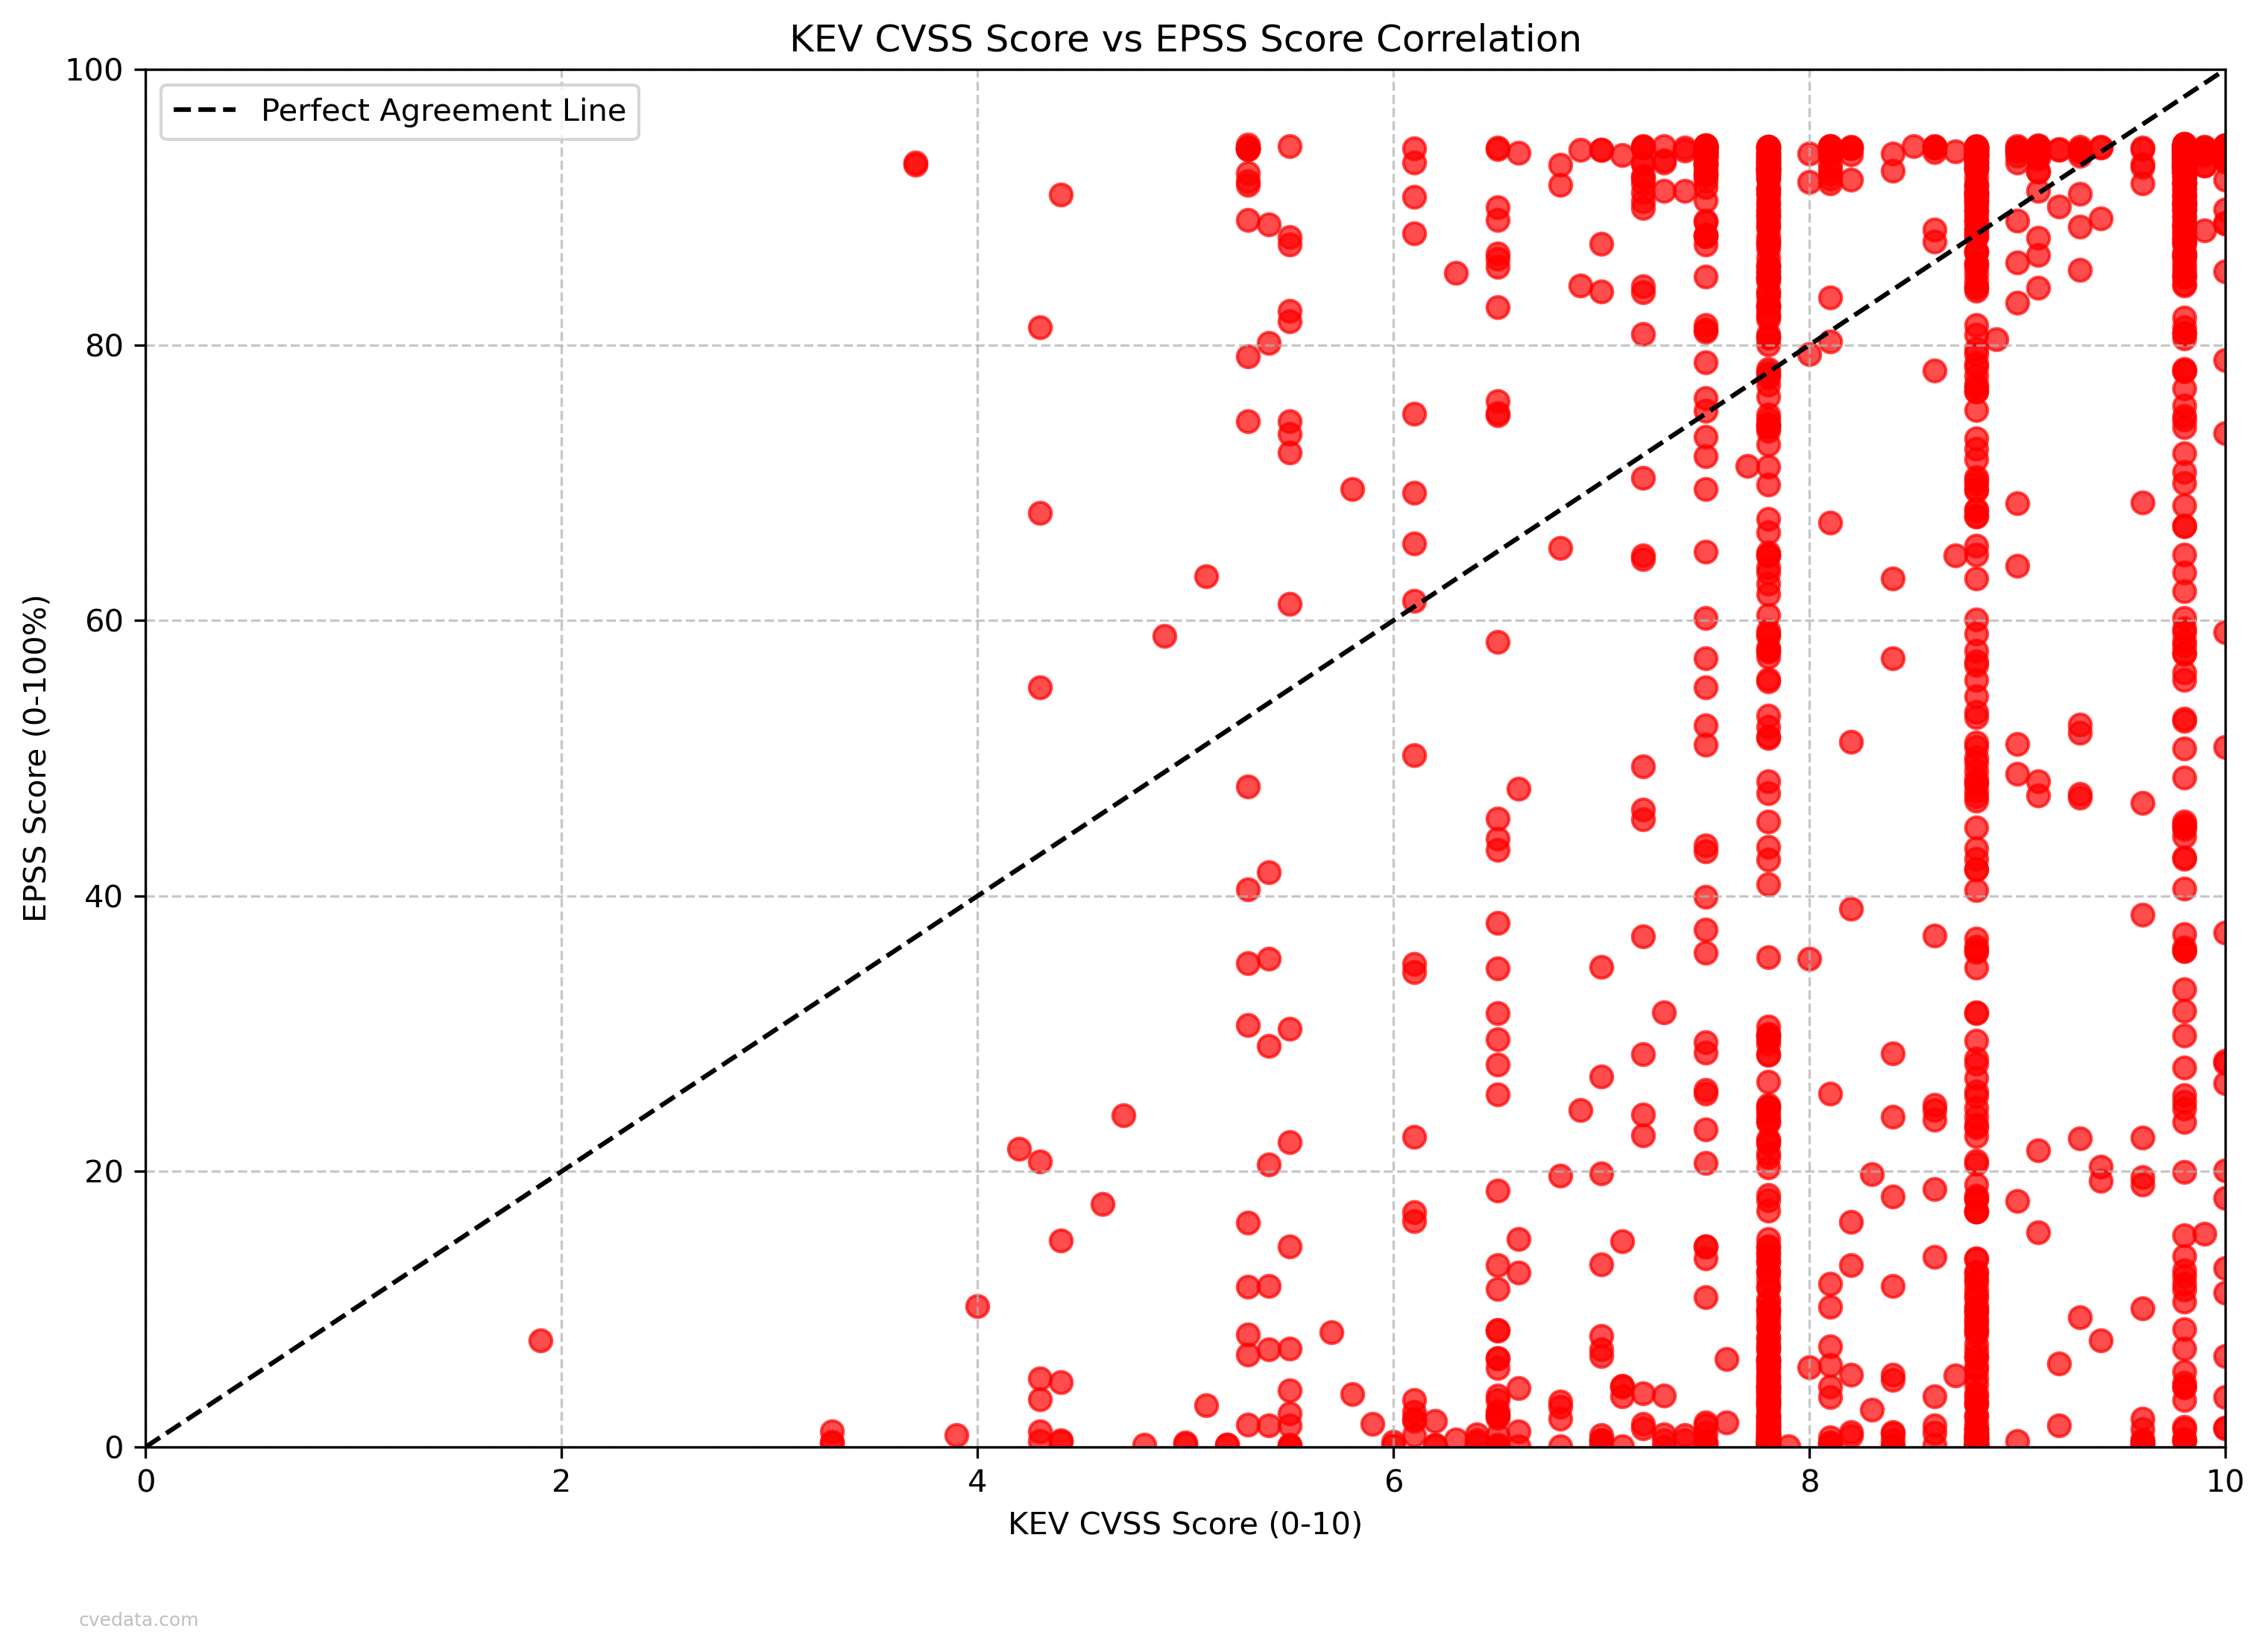 KEV CVSS Score vs EPSS Score Correlation
Perfect Agreement Line
EPSS Score (0-100%)
100
80
60
40
20
0
0 2 4 6 8 10
KEV CVSS Score (0-10)
cvedata.com